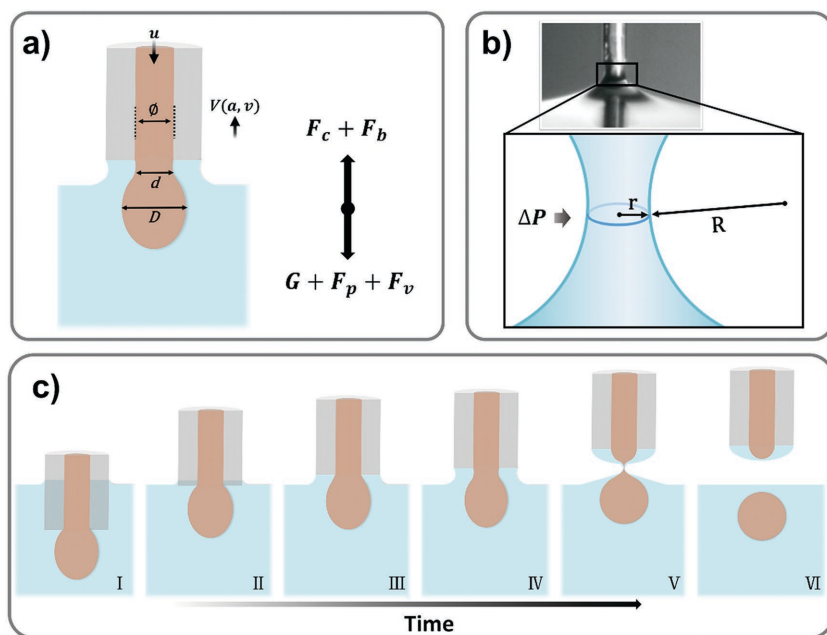 a)
u
Ø
V(a, v)
d
D
F_c + F_b
G + F_p + F_v
b)
ΔP
r
R
c)
I
II
III
IV
V
VI
Time